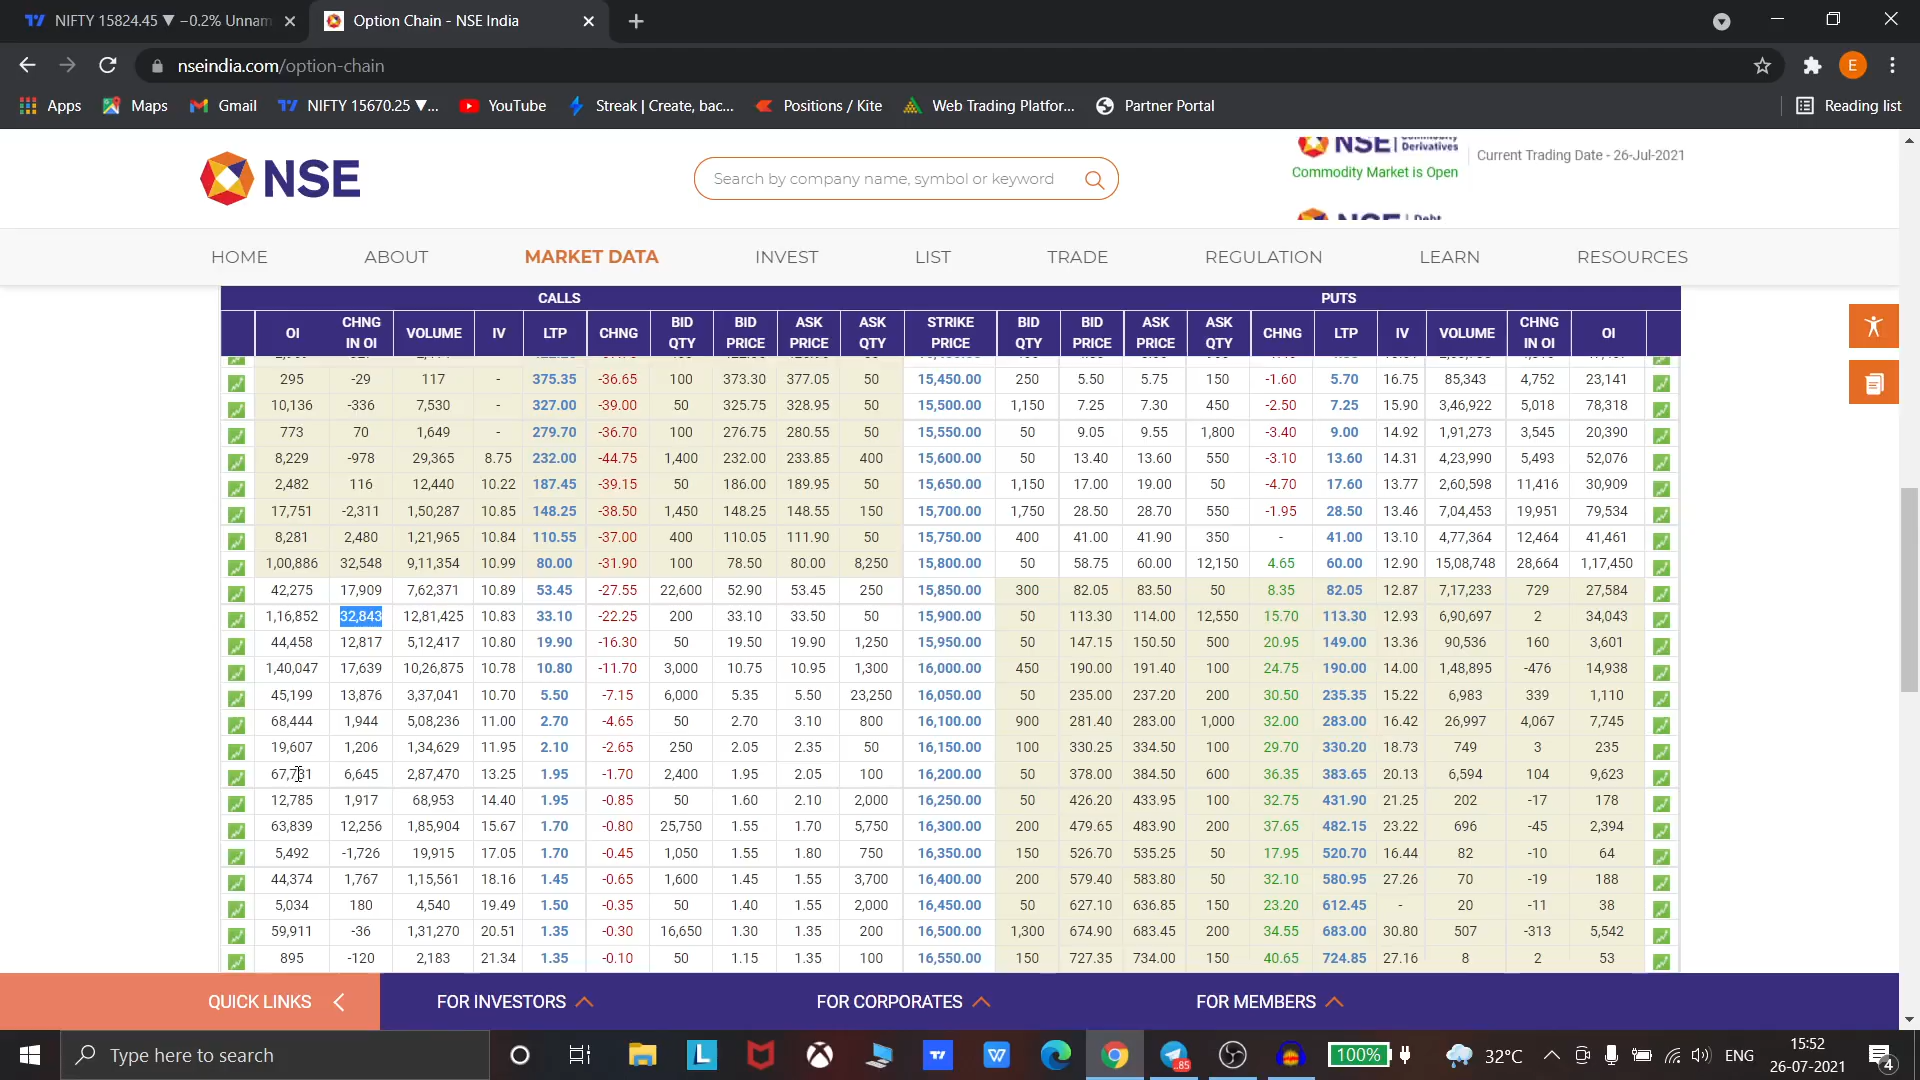 NIFTY 15824.45 ▼ −0.2% Unnam
Option Chain - NSE India
nseindia.com/option-chain
E
Apps Maps Gmail NIFTY 15670.25 ▼... YouTube Streak | Create, bac... Positions / Kite Web Trading Platfor... Partner Portal Reading list
NSE
Search by company name, symbol or keyword
NSE Commodity Derivatives
Commodity Market is Open
Current Trading Date - 26-Jul-2021
NSE Debt
HOME ABOUT MARKET DATA INVEST LIST TRADE REGULATION LEARN RESOURCES
CALLS PUTS
OI CHNG IN OI VOLUME IV LTP CHNG BID QTY BID PRICE ASK PRICE ASK QTY STRIKE PRICE BID QTY BID PRICE ASK PRICE ASK QTY CHNG LTP IV VOLUME CHNG IN OI OI
295 -29 117 - 375.35 -36.65 100 373.30 377.05 50 15,450.00 250 5.50 5.75 150 -1.60 5.70 16.75 85,343 4,752 23,141
10,136 -336 7,530 - 327.00 -39.00 50 325.75 328.95 50 15,500.00 1,150 7.25 7.30 450 -2.50 7.25 15.90 3,46,922 5,018 78,318
773 70 1,649 - 279.70 -36.70 100 276.75 280.55 50 15,550.00 50 9.05 9.55 1,800 -3.40 9.00 14.92 1,91,273 3,545 20,390
8,229 -978 29,365 8.75 232.00 -44.75 1,400 232.00 233.85 400 15,600.00 50 13.40 13.60 550 -3.10 13.60 14.31 4,23,990 5,493 52,076
2,482 116 12,440 10.22 187.45 -39.15 50 186.00 189.95 50 15,650.00 1,150 17.00 19.00 50 -4.70 17.60 13.77 2,60,598 11,416 30,909
17,751 -2,311 1,50,287 10.85 148.25 -38.50 1,450 148.25 148.55 150 15,700.00 1,750 28.50 28.70 550 -1.95 28.50 13.46 7,04,453 19,951 79,534
8,281 2,480 1,21,965 10.84 110.55 -37.00 400 110.05 111.90 50 15,750.00 400 41.00 41.90 350 - 41.00 13.10 4,77,364 12,464 41,461
1,00,886 32,548 9,11,354 10.99 80.00 -31.90 100 78.50 80.00 8,250 15,800.00 50 58.75 60.00 12,150 4.65 60.00 12.90 15,08,748 28,664 1,17,450
42,275 17,909 7,62,371 10.89 53.45 -27.55 22,600 52.90 53.45 250 15,850.00 300 82.05 83.50 50 8.35 82.05 12.87 7,17,233 729 27,584
1,16,852 32,843 12,81,425 10.83 33.10 -22.25 200 33.10 33.50 50 15,900.00 50 113.30 114.00 12,550 15.70 113.30 12.93 6,90,697 2 34,043
44,458 12,817 5,12,417 10.80 19.90 -16.30 50 19.50 19.90 1,250 15,950.00 50 147.15 150.50 500 20.95 149.00 13.36 90,536 160 3,601
1,40,047 17,639 10,26,875 10.78 10.80 -11.70 3,000 10.75 10.95 1,300 16,000.00 450 190.00 191.40 100 24.75 190.00 14.00 1,48,895 -476 14,938
45,199 13,876 3,37,041 10.70 5.50 -7.15 6,000 5.35 5.50 23,250 16,050.00 50 235.00 237.20 200 30.50 235.35 15.22 6,983 339 1,110
68,444 1,944 5,08,236 11.00 2.70 -4.65 50 2.70 3.10 800 16,100.00 900 281.40 283.00 1,000 32.00 283.00 16.42 26,997 4,067 7,745
19,607 1,206 1,34,629 11.95 2.10 -2.65 250 2.05 2.35 50 16,150.00 100 330.25 334.50 100 29.70 330.20 18.73 749 3 235
67,731 6,645 2,87,470 13.25 1.95 -1.70 2,400 1.95 2.05 100 16,200.00 50 378.00 384.50 600 36.35 383.65 20.13 6,594 104 9,623
12,785 1,917 68,953 14.40 1.95 -0.85 50 1.60 2.10 2,000 16,250.00 50 426.20 433.95 100 32.75 431.90 21.25 202 -17 178
63,839 12,256 1,85,904 15.67 1.70 -0.80 25,750 1.55 1.70 5,750 16,300.00 200 479.65 483.90 200 37.65 482.15 23.22 696 -45 2,394
5,492 -1,726 19,915 17.05 1.70 -0.45 1,050 1.55 1.80 750 16,350.00 150 526.70 535.25 50 17.95 520.70 16.44 82 -10 64
44,374 1,767 1,15,561 18.16 1.45 -0.65 1,600 1.45 1.55 3,700 16,400.00 200 579.40 583.80 50 32.10 580.95 27.26 70 -19 188
5,034 180 4,540 19.49 1.50 -0.35 50 1.40 1.55 2,000 16,450.00 50 627.10 636.85 150 23.20 612.45 - 20 -11 38
59,911 -36 1,31,270 20.51 1.35 -0.30 16,650 1.30 1.35 200 16,500.00 1,300 674.90 683.45 200 34.55 683.00 30.80 507 -313 5,542
895 -120 2,183 21.34 1.35 -0.10 50 1.15 1.35 100 16,550.00 150 727.35 734.00 150 40.65 724.85 27.16 8 2 53
QUICK LINKS FOR INVESTORS FOR CORPORATES FOR MEMBERS
Type here to search
L W ..85 100% 32°C ENG 15:52
26-07-2021
4